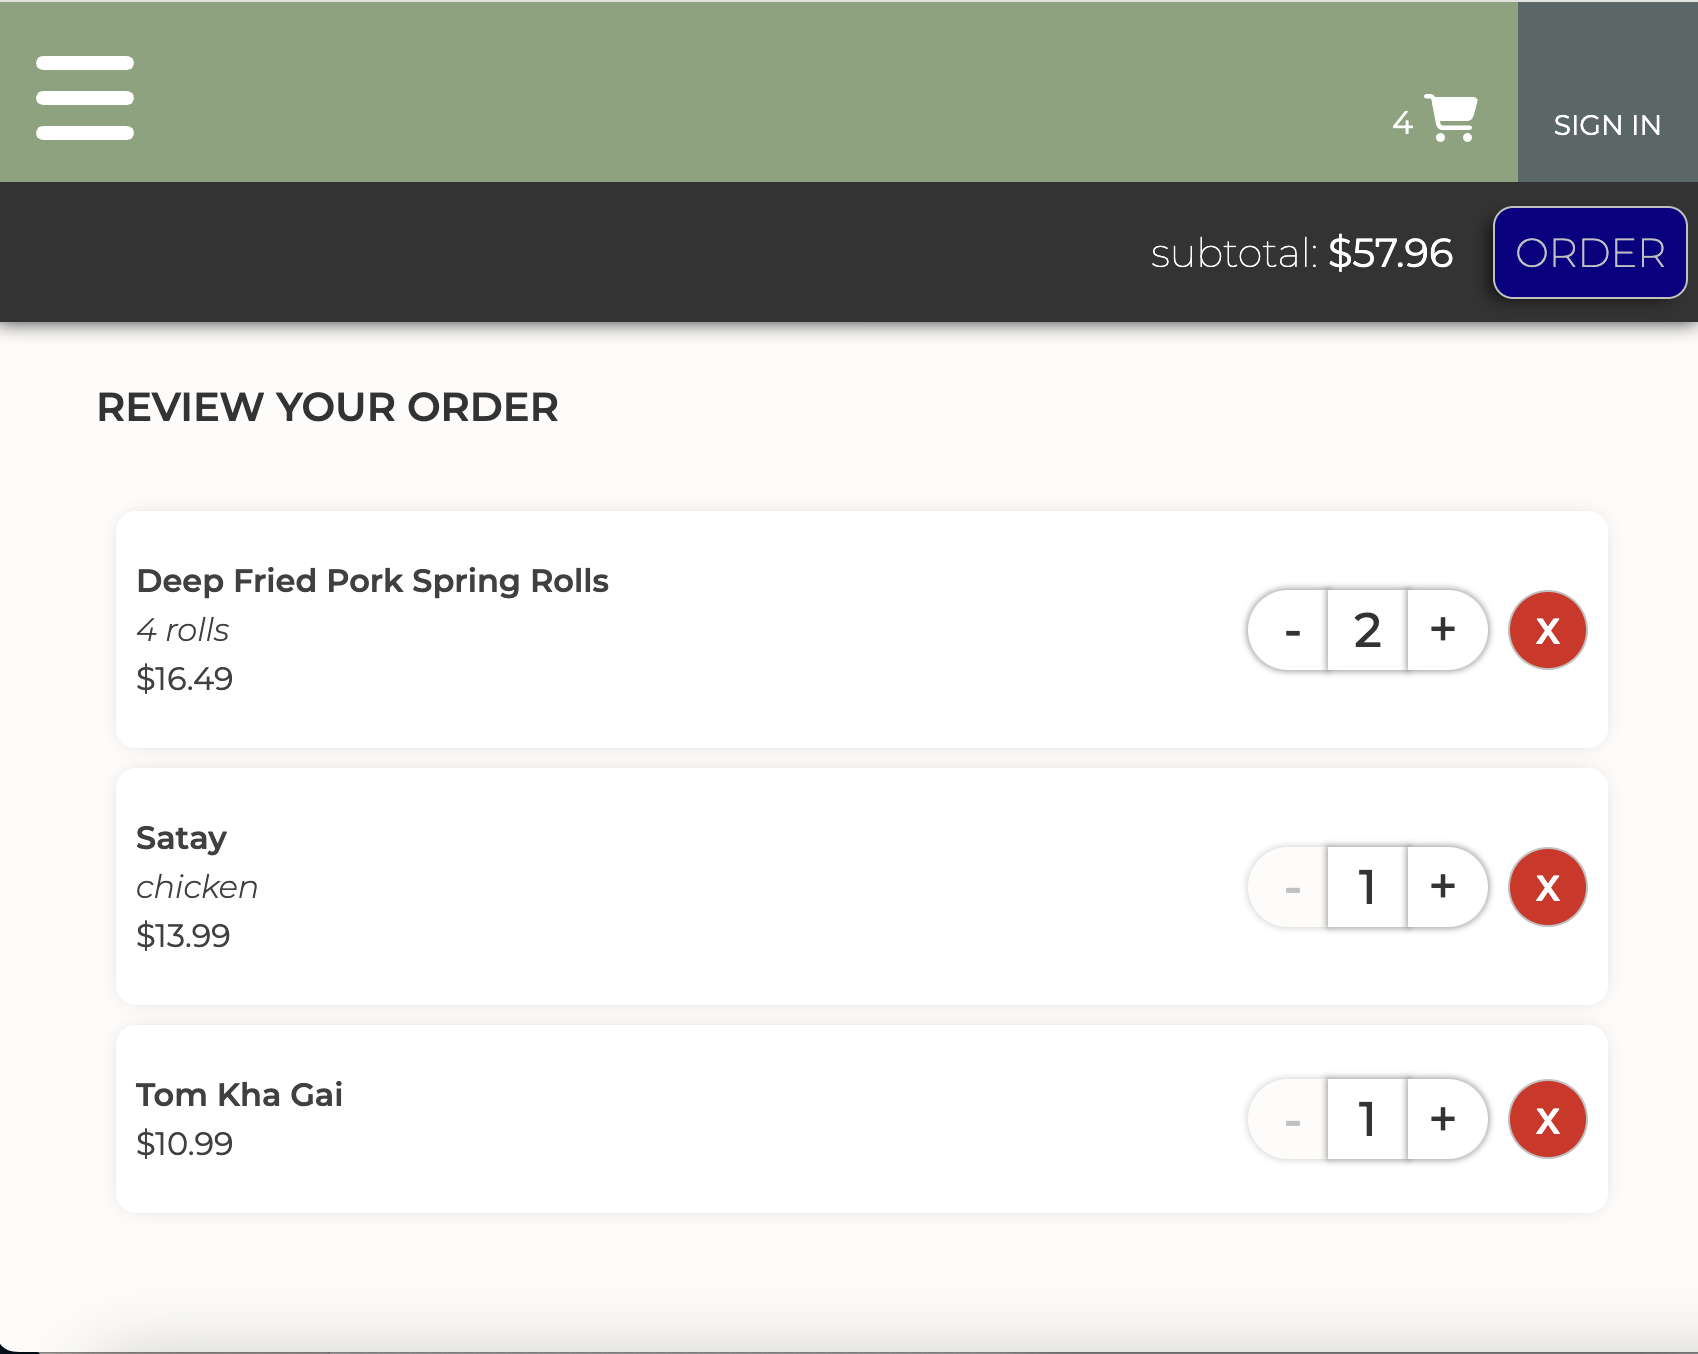 4
SIGN IN
subtotal: $57.96
ORDER
REVIEW YOUR ORDER
Deep Fried Pork Spring Rolls
4 rolls
$16.49
- 2 +
X
Satay
chicken
$13.99
- 1 +
X
Tom Kha Gai
$10.99
- 1 +
X